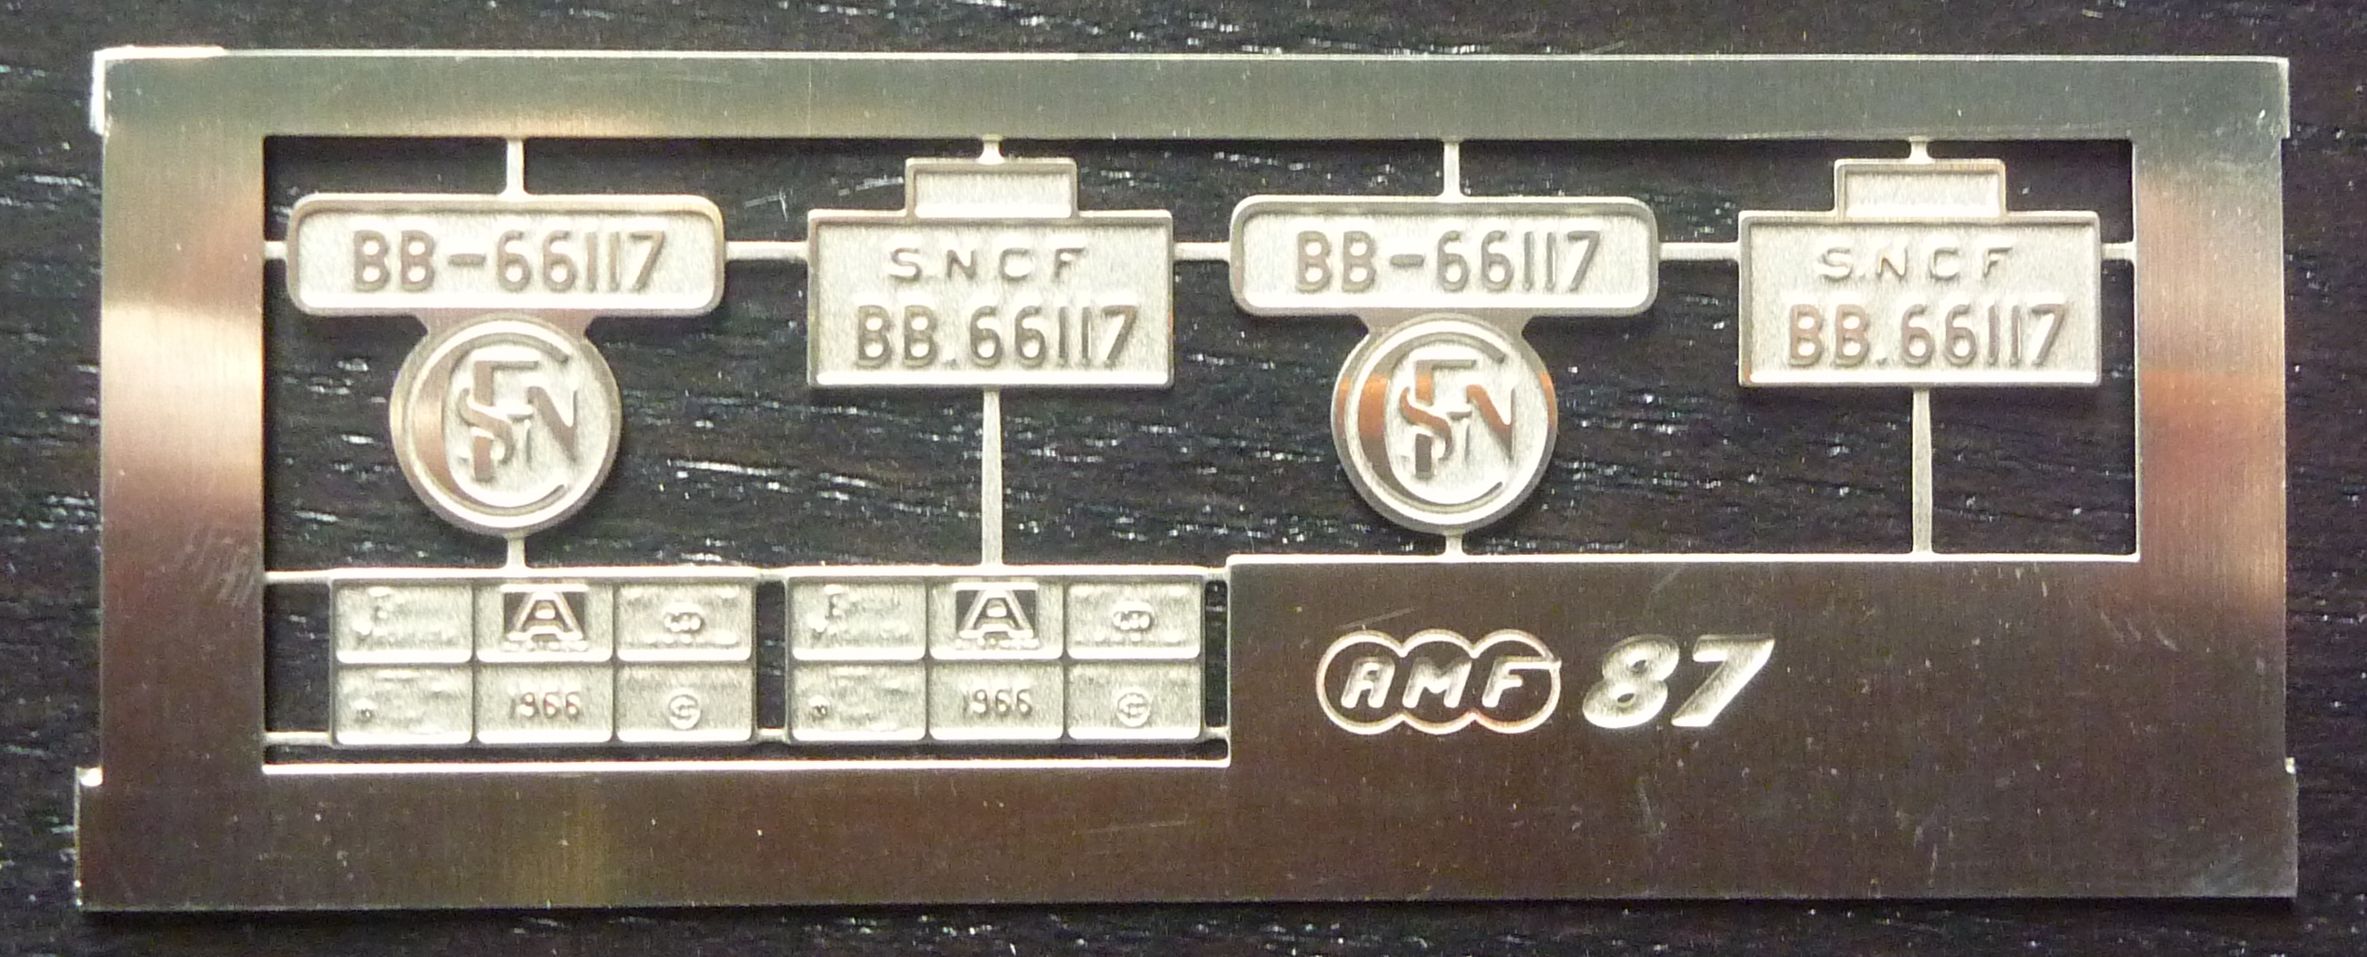 BB-66117
SNCF
S.N.C.F
BB.66117
BB-66117
SNCF
S.N.C.F
BB.66117
A
1966
A
1966
AMF 87